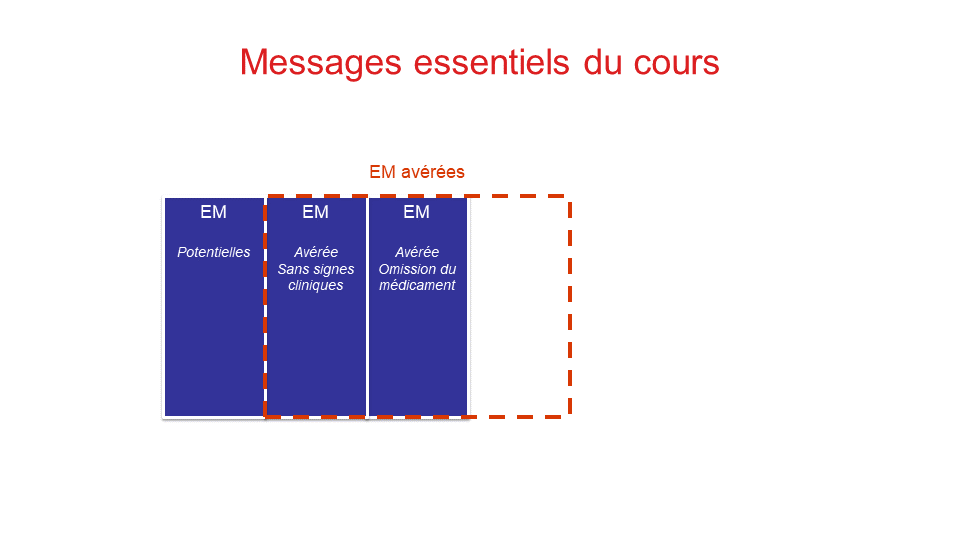 Messages essentiels du cours
EM avérées
EM
Potentielles
EM
Avérée
Sans signes
cliniques
EM
Avérée
Omission du
médicament